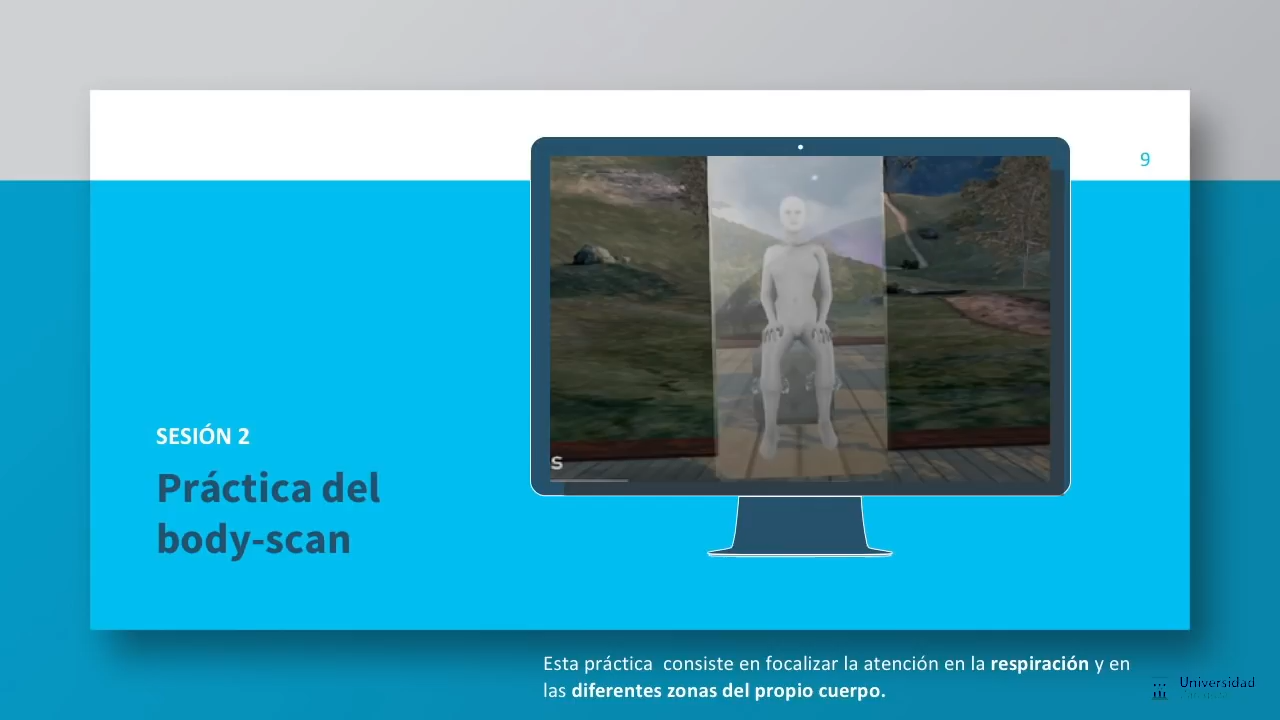 9
SESIÓN 2
Práctica del
body-scan
S
Esta práctica consiste en focalizar la atención en la respiración y en
las diferentes zonas del propio cuerpo.
Universidad